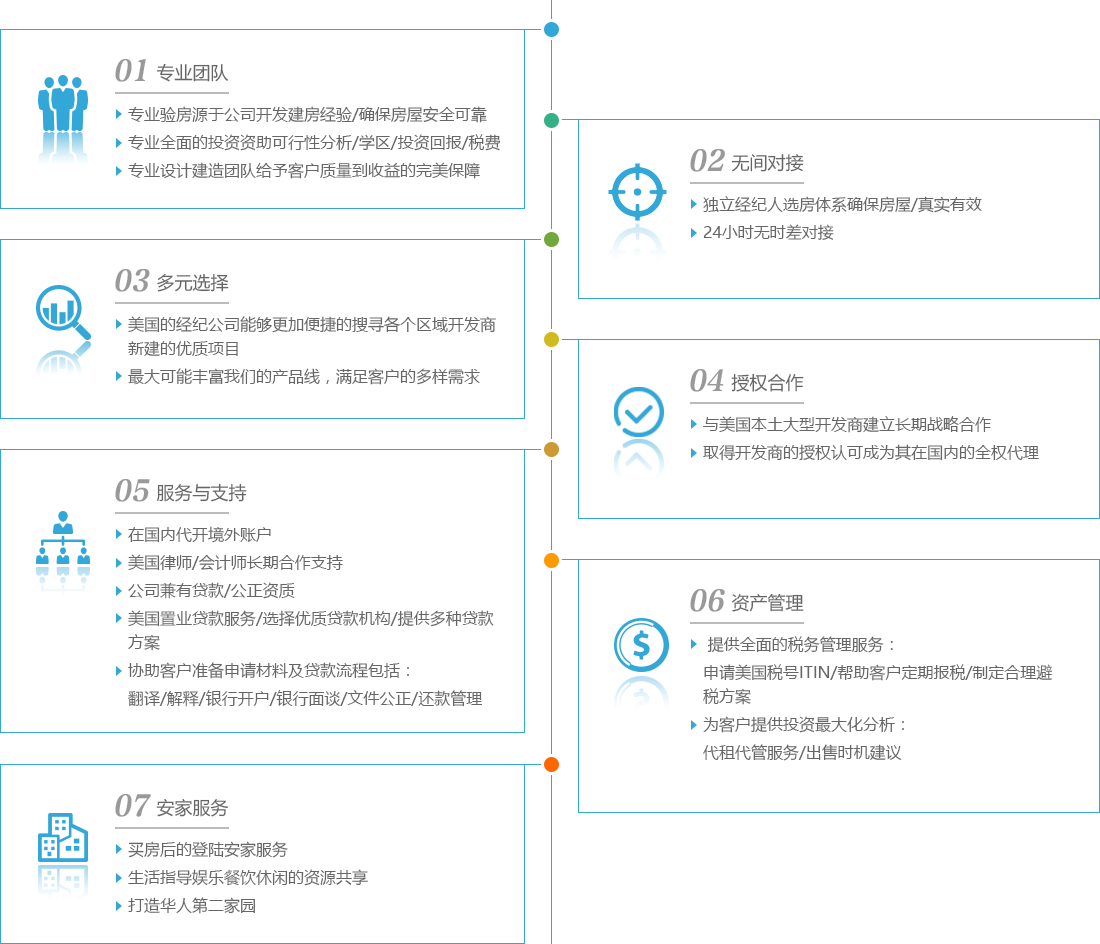 01 专业团队
专业验房源于公司开发建房经验/确保房屋安全可靠
专业全面的投资资助可行性分析/学区/投资回报/税费
专业设计建造团队给予客户质量到收益的完美保障
02 无间对接
独立经纪人选房体系确保房屋/真实有效
24小时无时差对接
03 多元选择
美国的经纪公司能够更加便捷的搜寻各个区域开发商
新建的优质项目
最大可能丰富我们的产品线，满足客户的多样需求
04 授权合作
与美国本土大型开发商建立长期战略合作
取得开发商的授权认可成为其在国内的全权代理
05 服务与支持
在国内代开境外账户
美国律师/会计师长期合作支持
公司兼有贷款/公正资质
美国置业贷款服务/选择优质贷款机构/提供多种贷款
方案
协助客户准备申请材料及贷款流程包括：
翻译/解释/银行开户/银行面谈/文件公正/还款管理
06 资产管理
提供全面的税务管理服务：
申请美国税号ITIN/帮助客户定期报税/制定合理避
税方案
为客户提供投资最大化分析：
代租代管服务/出售时机建议
07 安家服务
买房后的登陆安家服务
生活指导娱乐餐饮休闲的资源共享
打造华人第二家园